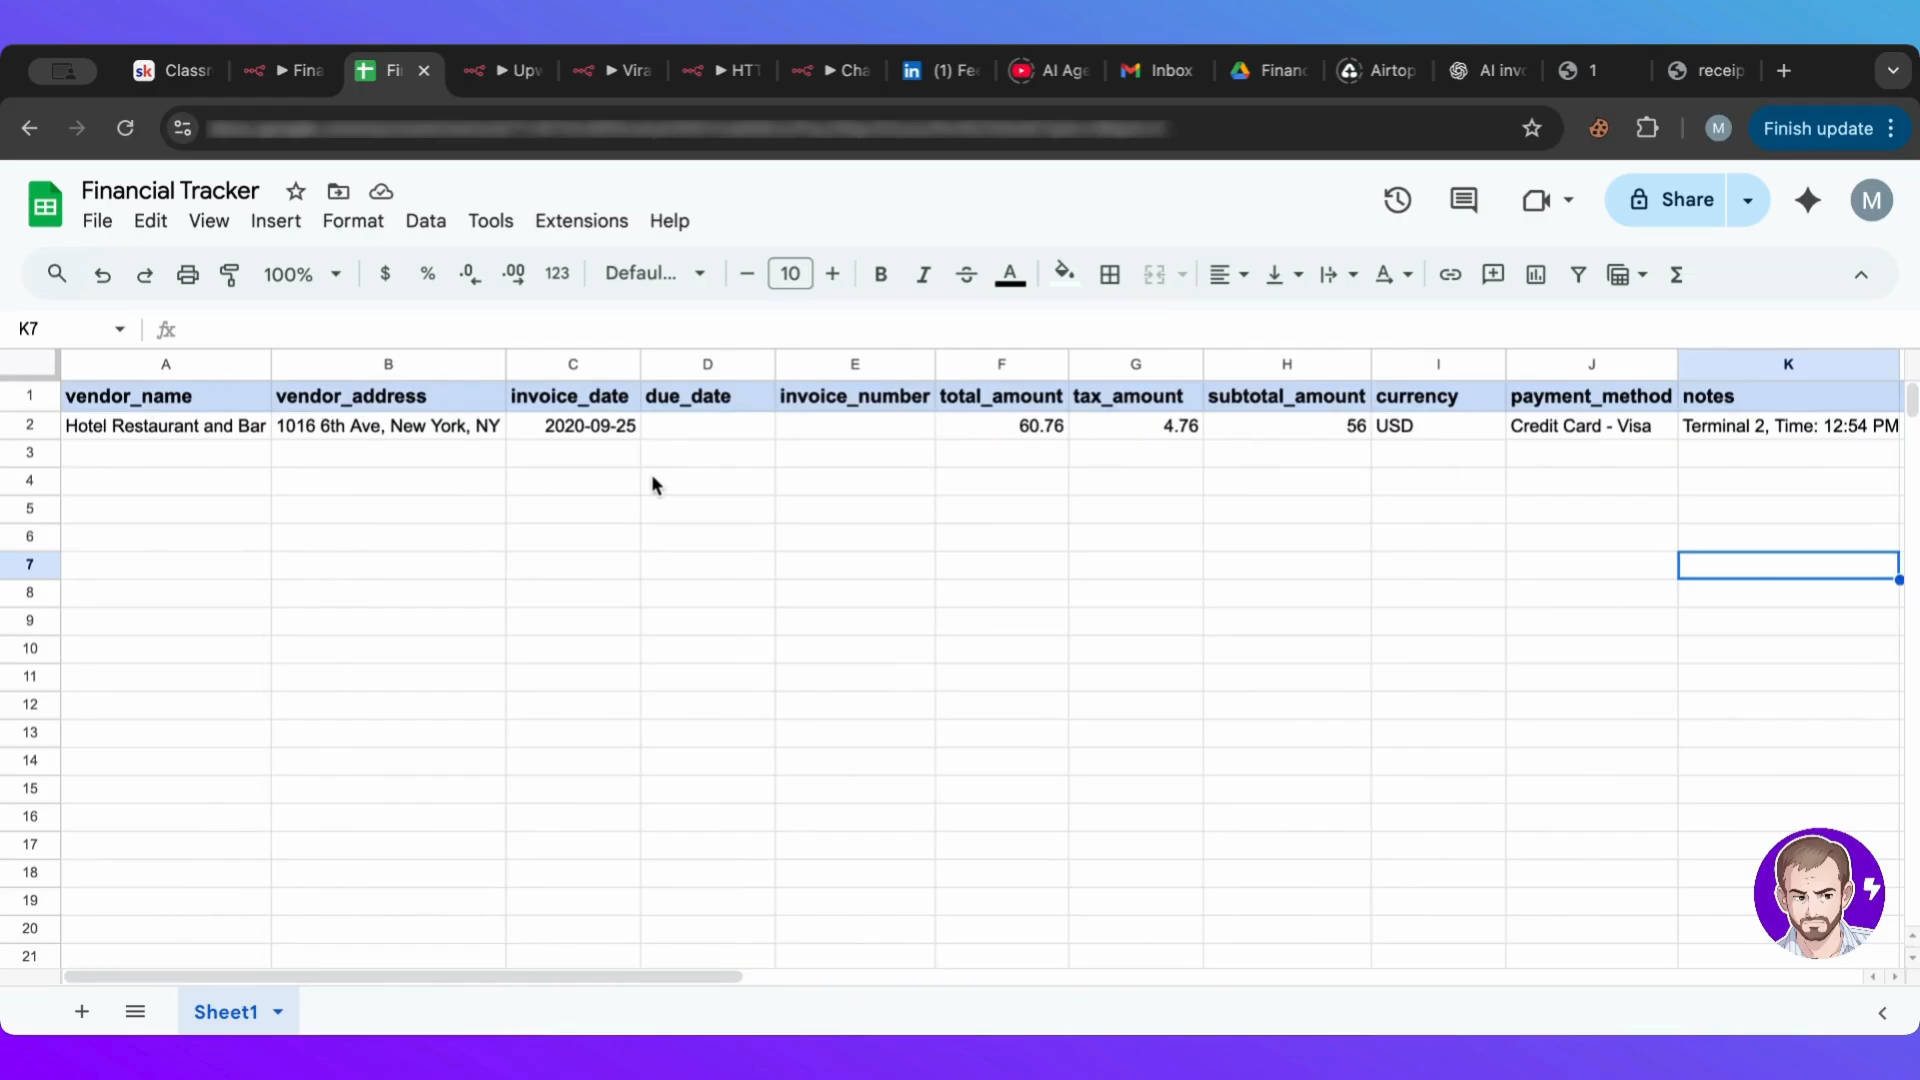 sk Classr Fina Fi Upw Vira HTT Cha in (1) Fee AI Age Inbox Financ Airtop AI invo 1 receip
M Finish update
Financial Tracker
Share M
File Edit View Insert Format Data Tools Extensions Help
100% $ % .0 .00 123 Defaul... 10 B I A
K7 fx
A B C D E F G H I J K
1 vendor_name vendor_address invoice_date due_date invoice_number total_amount tax_amount subtotal_amount currency payment_method notes
2 Hotel Restaurant and Bar 1016 6th Ave, New York, NY 2020-09-25 60.76 4.76 56 USD Credit Card - Visa Terminal 2, Time: 12:54 PM
3
4
5
6
7
8
9
10
11
12
13
14
15
16
17
18
19
20
21
Sheet1